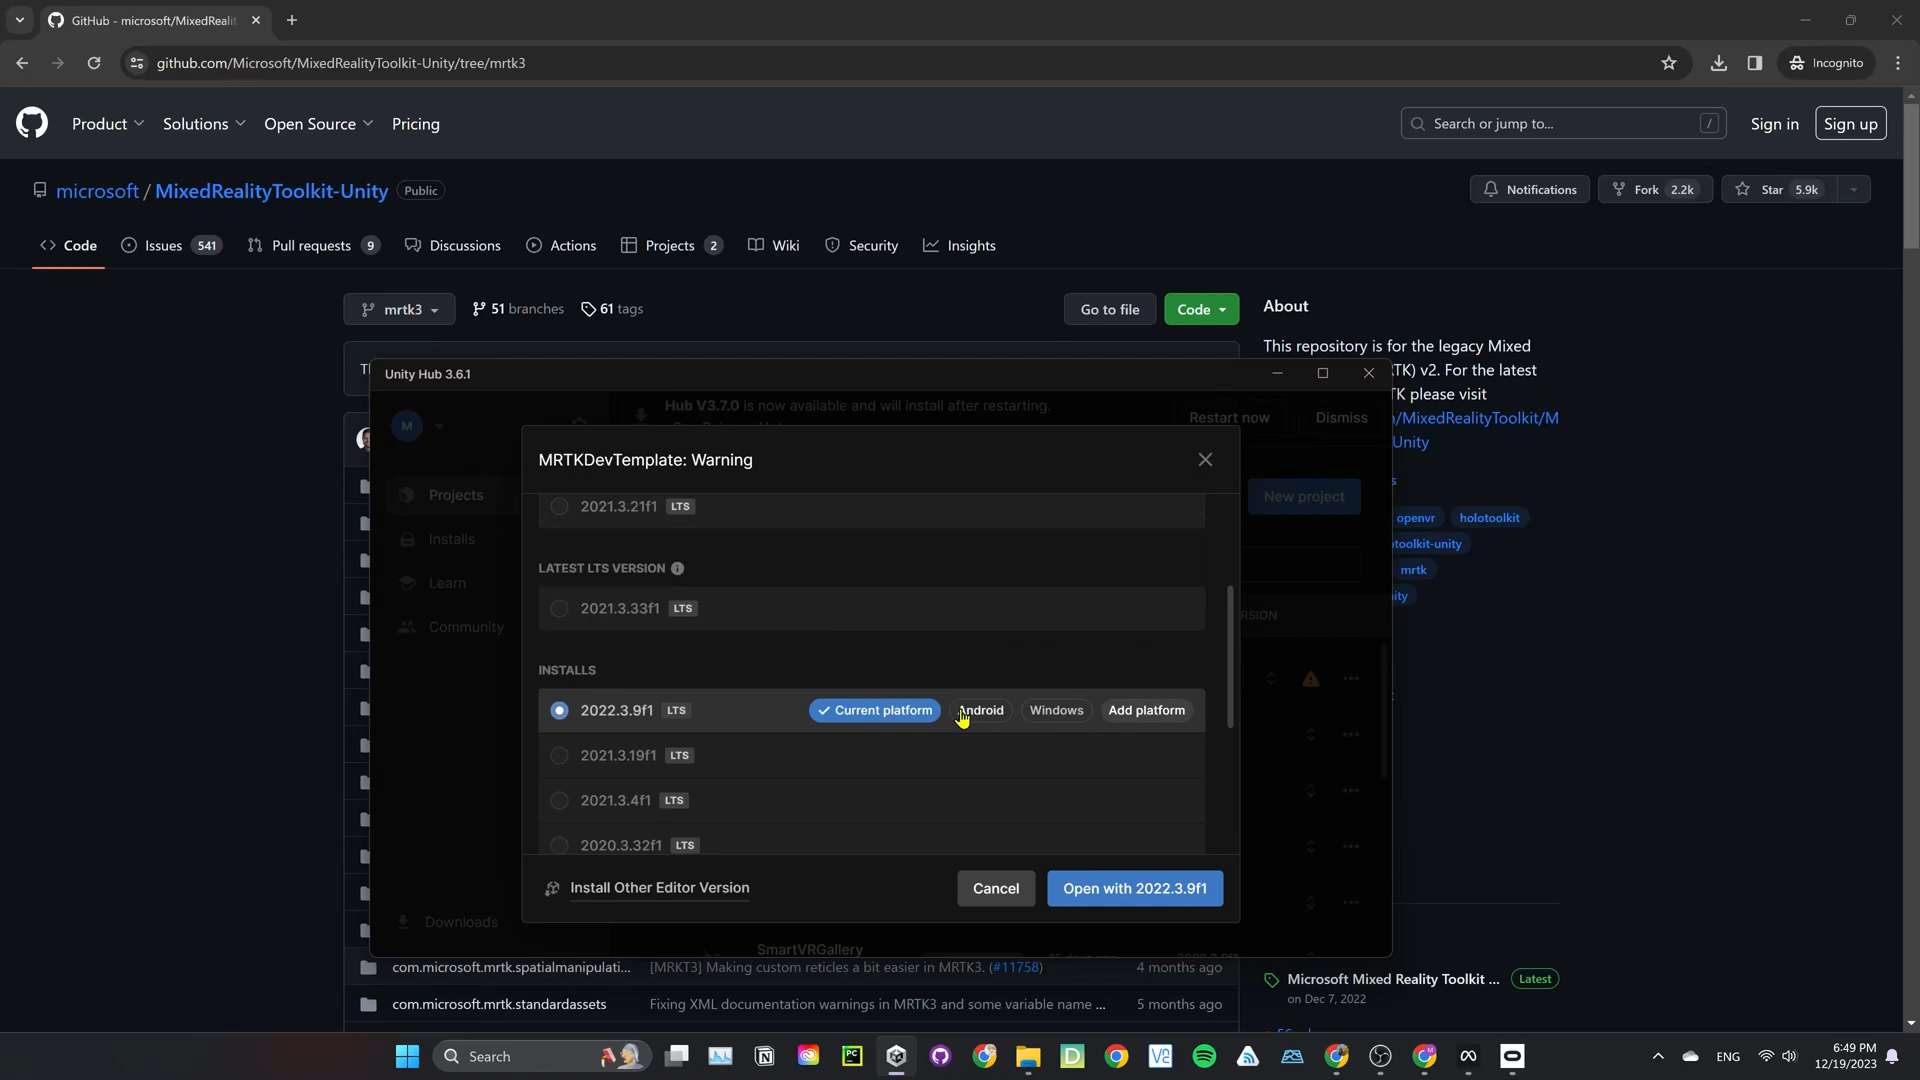 GitHub - microsoft/MixedRealit
github.com/Microsoft/MixedRealityToolkit-Unity/tree/mrtk3
Incognito
Product
Solutions
Open Source
Pricing
Search or jump to...
/
Sign in
Sign up
microsoft / MixedRealityToolkit-Unity
Public
Notifications
Fork 2.2k
Star 5.9k
Code
Issues 541
Pull requests 9
Discussions
Actions
Projects 2
Wiki
Security
Insights
mrtk3
51 branches
61 tags
Go to file
Code
About
This repository is for the legacy Mixed
TK) v2. For the latest
TK please visit
/MixedRealityToolkit/M
Unity
openvr
holotoolkit
toolkit-unity
mrtk
Unity Hub 3.6.1
M
Hub V3.7.0 is now available and will install after restarting.
Restart now
Dismiss
Projects
Installs
Learn
Community
Downloads
New project
MRTKDevTemplate: Warning
2021.3.21f1 LTS
LATEST LTS VERSION
2021.3.33f1 LTS
INSTALLS
2022.3.9f1 LTS
Current platform
Android
Windows
Add platform
2021.3.19f1 LTS
2021.3.4f1 LTS
2020.3.32f1 LTS
Install Other Editor Version
Cancel
Open with 2022.3.9f1
SmartVRGallery
com.microsoft.mrtk.spatialmanipulati...
[MRKT3] Making custom reticles a bit easier in MRTK3. (#11758)
4 months ago
com.microsoft.mrtk.standardassets
Fixing XML documentation warnings in MRTK3 and some variable name ...
5 months ago
Microsoft Mixed Reality Toolkit ...
Latest
on Dec 7, 2022
Search
ENG
6:49 PM
12/19/2023